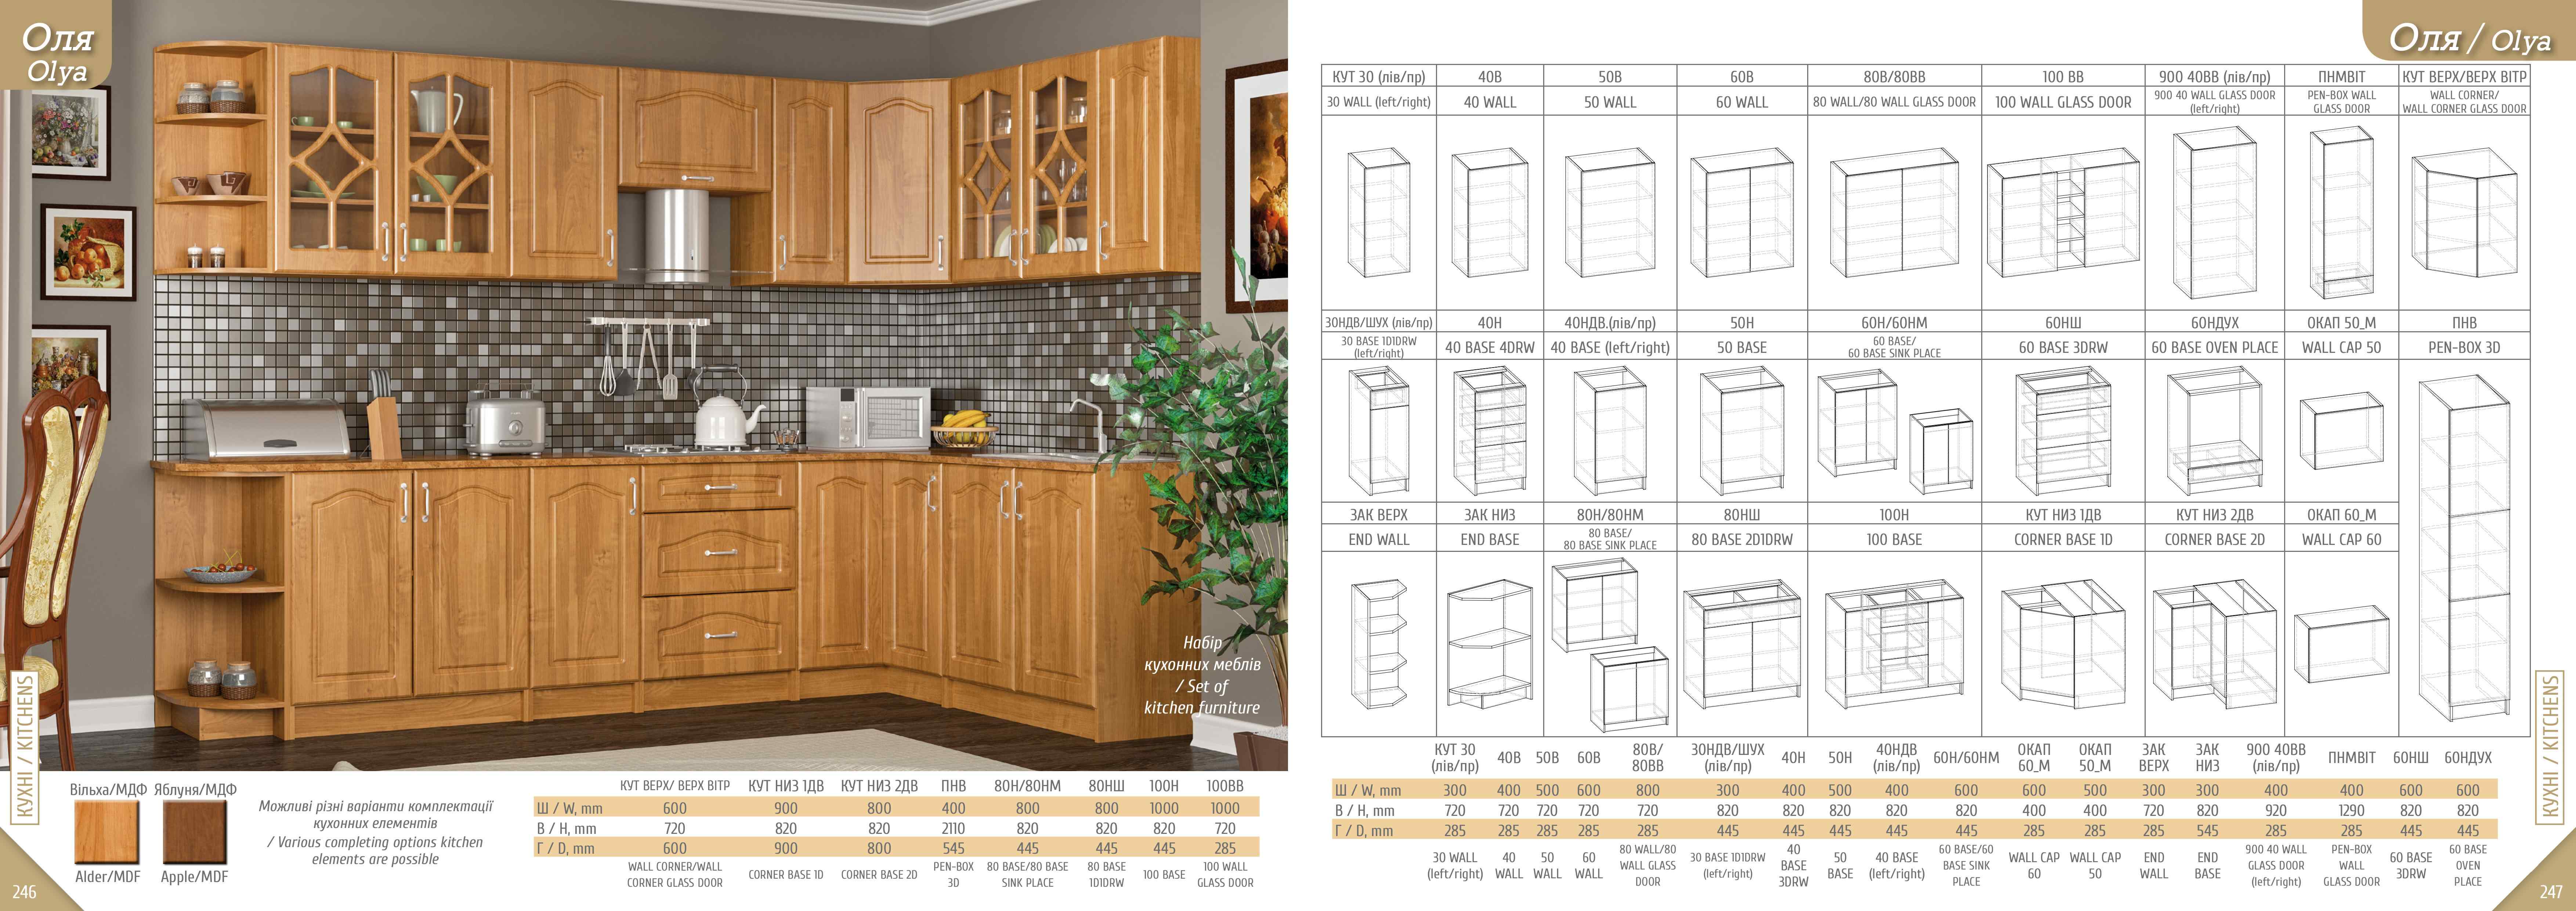 Оля
Olya
Набір
кухонних меблів
/ Set of
kitchen furniture
КУХНІ / KITCHENS
Вільха/МДФ Яблуня/МДФ
Alder/MDF Apple/MDF
Можливі різні варіанти комплектації
кухонних елементів
/ Various completing options kitchen
elements are possible
КУТ ВЕРХ/ ВЕРХ ВІТР КУТ НИЗ 1ДВ КУТ НИЗ 2ДВ ПНВ 80Н/80НМ 80НШ 100Н 100ВВ
Ш / W, mm 600 900 800 400 800 800 1000 1000
В / H, mm 720 820 820 2110 820 820 820 720
Г / D, mm 600 900 800 545 445 445 445 285
WALL CORNER/WALL CORNER GLASS DOOR CORNER BASE 1D CORNER BASE 2D PEN-BOX 3D 80 BASE/80 BASE SINK PLACE 80 BASE 1D1DRW 100 BASE 100 WALL GLASS DOOR
246
Оля / Olya
КУТ 30 (лів/пр) 40В 50В 60В 80В/80ВВ 100 ВВ 900 40ВВ (лів/пр) ПНМВІТ КУТ ВЕРХ/ВЕРХ ВІТР
30 WALL (left/right) 40 WALL 50 WALL 60 WALL 80 WALL/80 WALL GLASS DOOR 100 WALL GLASS DOOR 900 40 WALL GLASS DOOR (left/right) PEN-BOX WALL GLASS DOOR WALL CORNER/ WALL CORNER GLASS DOOR
30НДВ/ШУХ (лів/пр) 40Н 40НДВ.(лів/пр) 50Н 60Н/60НМ 60НШ 60НДУХ ОКАП 50_М ПНВ
30 BASE 1D1DRW (left/right) 40 BASE 4DRW 40 BASE (left/right) 50 BASE 60 BASE/ 60 BASE SINK PLACE 60 BASE 3DRW 60 BASE OVEN PLACE WALL CAP 50 PEN-BOX 3D
ЗАК ВЕРХ ЗАК НИЗ 80Н/80НМ 80НШ 100Н КУТ НИЗ 1ДВ КУТ НИЗ 2ДВ ОКАП 60_М
END WALL END BASE 80 BASE/ 80 BASE SINK PLACE 80 BASE 2D1DRW 100 BASE CORNER BASE 1D CORNER BASE 2D WALL CAP 60
КУТ 30 (лів/пр) 40В 50В 60В 80В/ 80ВВ 30НДВ/ШУХ (лів/пр) 40Н 50Н 40НДВ (лів/пр) 60Н/60НМ ОКАП 60_М ОКАП 50_М ЗАК ВЕРХ ЗАК НИЗ 900 40ВВ (лів/пр) ПНМВІТ 60НШ 60НДУХ
Ш / W, mm 300 400 500 600 800 300 400 500 400 600 600 500 300 300 400 400 600 600
В / H, mm 720 720 720 720 720 820 820 820 820 820 400 400 720 820 920 1290 820 820
Г / D, mm 285 285 285 285 285 445 445 445 445 445 285 285 285 545 285 285 445 445
30 WALL (left/right) 40 WALL 50 WALL 60 WALL 80 WALL/80 WALL GLASS DOOR 30 BASE 1D1DRW (left/right) 40 BASE 3DRW 50 BASE 40 BASE (left/right) 60 BASE/60 BASE SINK PLACE WALL CAP 60 WALL CAP 50 END WALL END BASE 900 40 WALL GLASS DOOR (left/right) PEN-BOX WALL GLASS DOOR 60 BASE 3DRW 60 BASE OVEN PLACE
КУХНІ / KITCHENS
247